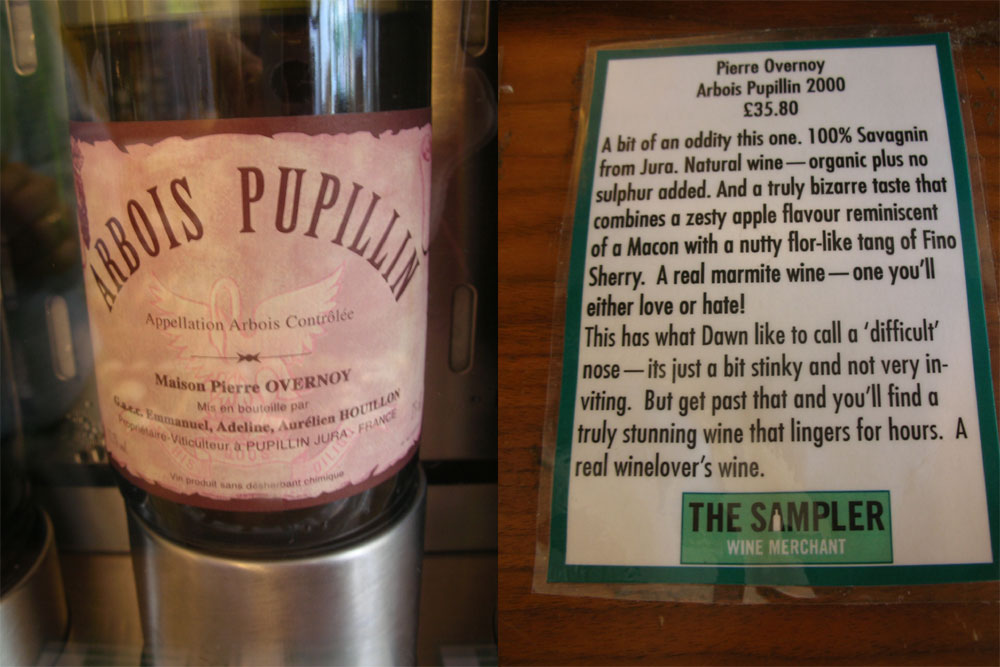 ARBOIS PUPILLIN
Appellation Arbois Contrôlée
Maison Pierre OVERNOY
Mis en bouteille par
G.a.e.c. Emmanuel, Adeline, Aurélien HOUILLON
Propriétaire-Viticulteur à PUPILLIN JURA - FRANCE
Vin produit sans désherbant chimique
Pierre Overnoy
Arbois Pupillin 2000
£35.80
A bit of an oddity this one. 100% Savagnin
from Jura. Natural wine — organic plus no
sulphur added. And a truly bizarre taste that
combines a zesty apple flavour reminiscent
of a Macon with a nutty flor-like tang of Fino
Sherry. A real marmite wine — one you'll
either love or hate!
This has what Dawn like to call a 'difficult'
nose — its just a bit stinky and not very in-
viting. But get past that and you'll find a
truly stunning wine that lingers for hours. A
real winelover's wine.
THE SAMPLER
WINE MERCHANT